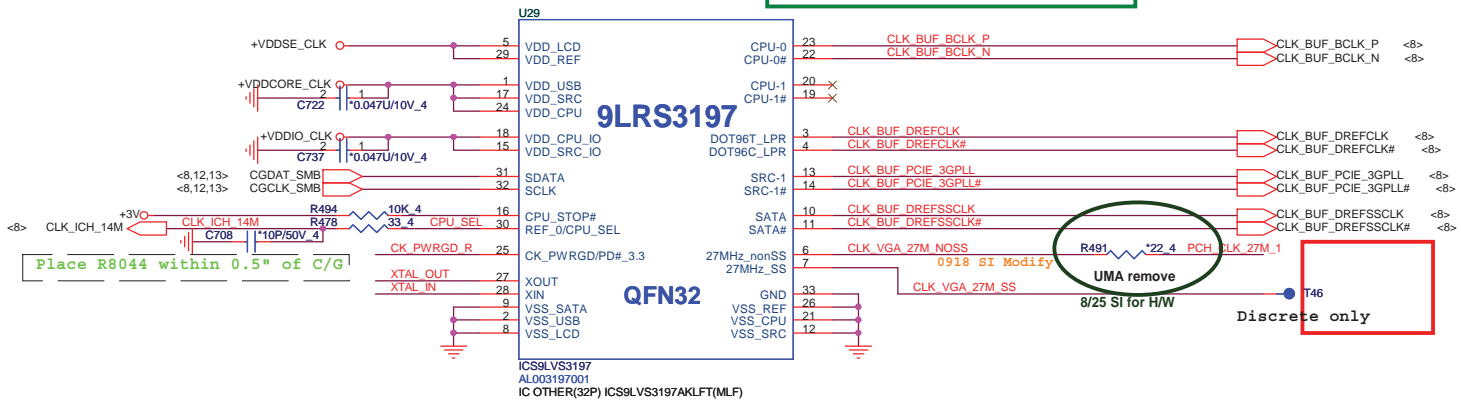 U29
+VDDSE_CLK 5 VDD_LCD CPU-0 23 CLK_BUF_BCLK_P CLK_BUF_BCLK_P <8>
29 VDD_REF CPU-0# 22 CLK_BUF_BCLK_N CLK_BUF_BCLK_N <8>
+VDDCORE_CLK 1 VDD_USB CPU-1 20
2 1 17 VDD_SRC CPU-1# 19
C722 *0.047U/10V_4 24 VDD_CPU
9LRS3197
+VDDIO_CLK 18 VDD_CPU_IO DOT96T_LPR 3 CLK_BUF_DREFCLK CLK_BUF_DREFCLK <8>
2 1 15 VDD_SRC_IO DOT96C_LPR 4 CLK_BUF_DREFCLK# CLK_BUF_DREFCLK# <8>
C737 *0.047U/10V_4
<8,12,13> CGDAT_SMB 31 SDATA SRC-1 13 CLK_BUF_PCIE_3GPLL CLK_BUF_PCIE_3GPLL <8>
<8,12,13> CGCLK_SMB 32 SCLK SRC-1# 14 CLK_BUF_PCIE_3GPLL# CLK_BUF_PCIE_3GPLL# <8>
+3V R494 10K_4 16 CPU_STOP# SATA 10 CLK_BUF_DREFSSCLK CLK_BUF_DREFSSCLK <8>
<8> CLK_ICH_14M CLK_ICH_14M R478 33_4 CPU_SEL 30 REF_0/CPU_SEL SATA# 11 CLK_BUF_DREFSSCLK# CLK_BUF_DREFSSCLK# <8>
C708 *10P/50V_4
CK_PWRGD_R 25 CK_PWRGD/PD#_3.3 27MHz_nonSS 6 CLK_VGA_27M_NOSS R491 *22_4 PCH_CLK_27M_1
Place R8044 within 0.5" of C/G
27MHz_SS 7 0918 SI Modify
UMA remove
XTAL_OUT 27 XOUT
XTAL_IN 28 XIN QFN32 GND 33 CLK_VGA_27M_SS T46
9 VSS_SATA VSS_REF 26 8/25 SI for H/W
2 VSS_USB VSS_CPU 21 Discrete only
8 VSS_LCD VSS_SRC 12
ICS9LVS3197
AL003197001
IC OTHER(32P) ICS9LVS3197AKLFT(MLF)